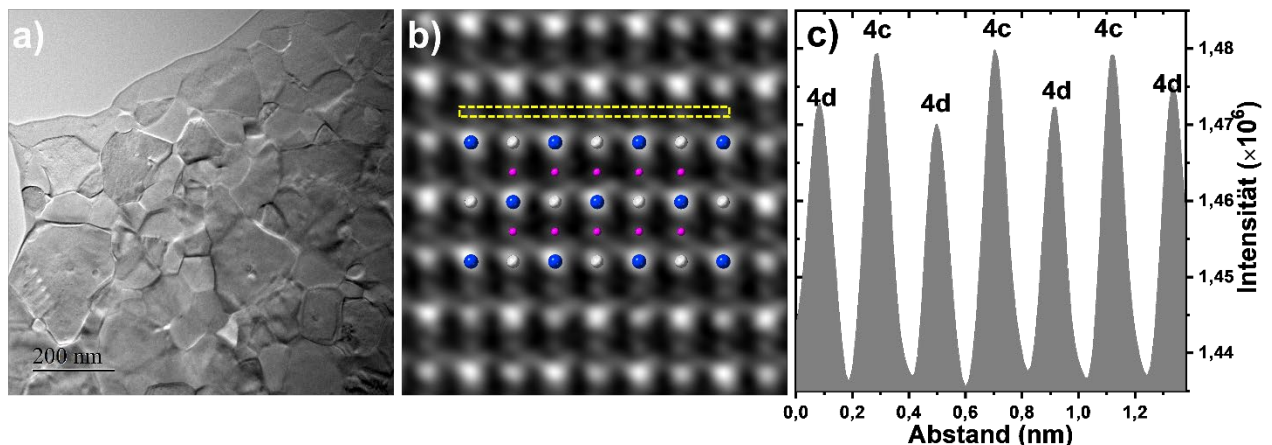 a)
200 nm
b)
c)
4d
4c
4d
4c
4d
4c
4d
1,48
1,47
1,46
1,45
1,44
Intensität (×10⁶)
0,0
0,2
0,4
0,6
0,8
1,0
1,2
Abstand (nm)